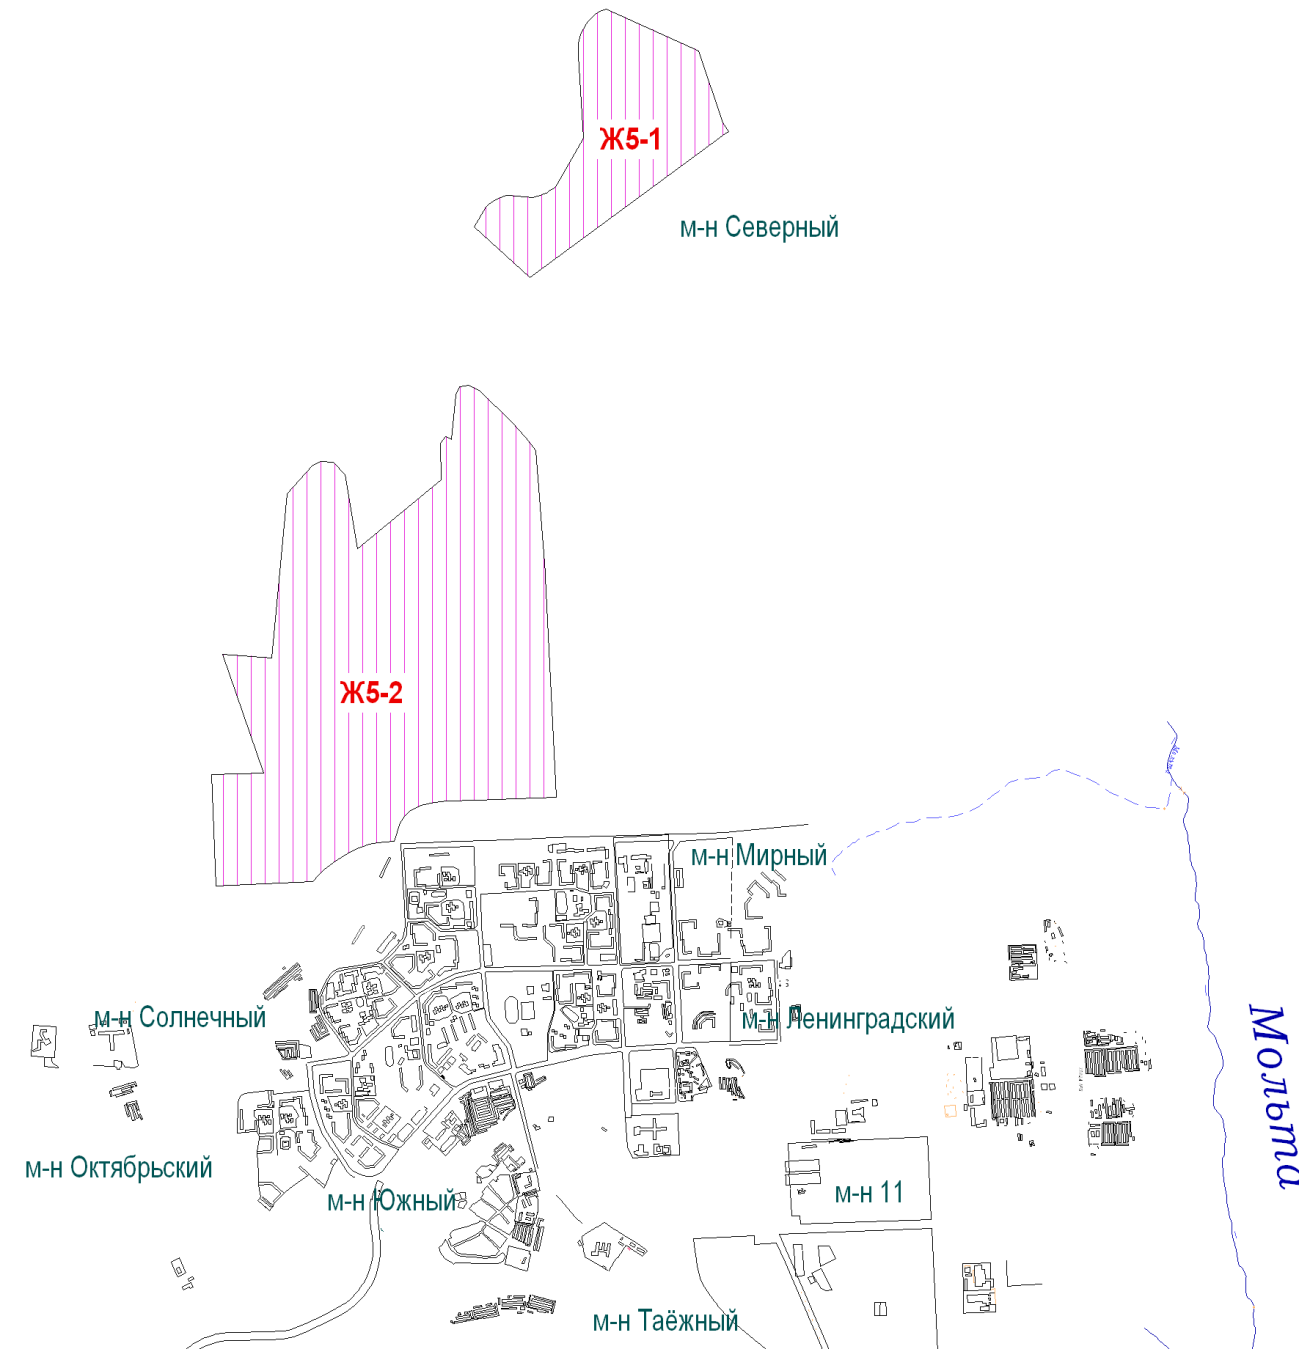 Ж5-1
м-н Северный
Ж5-2
м-н Мирный
м-н Солнечный
м-н Ленинградский
Мольта
м-н Октябрьский
м-н Южный
м-н 11
м-н Таёжный